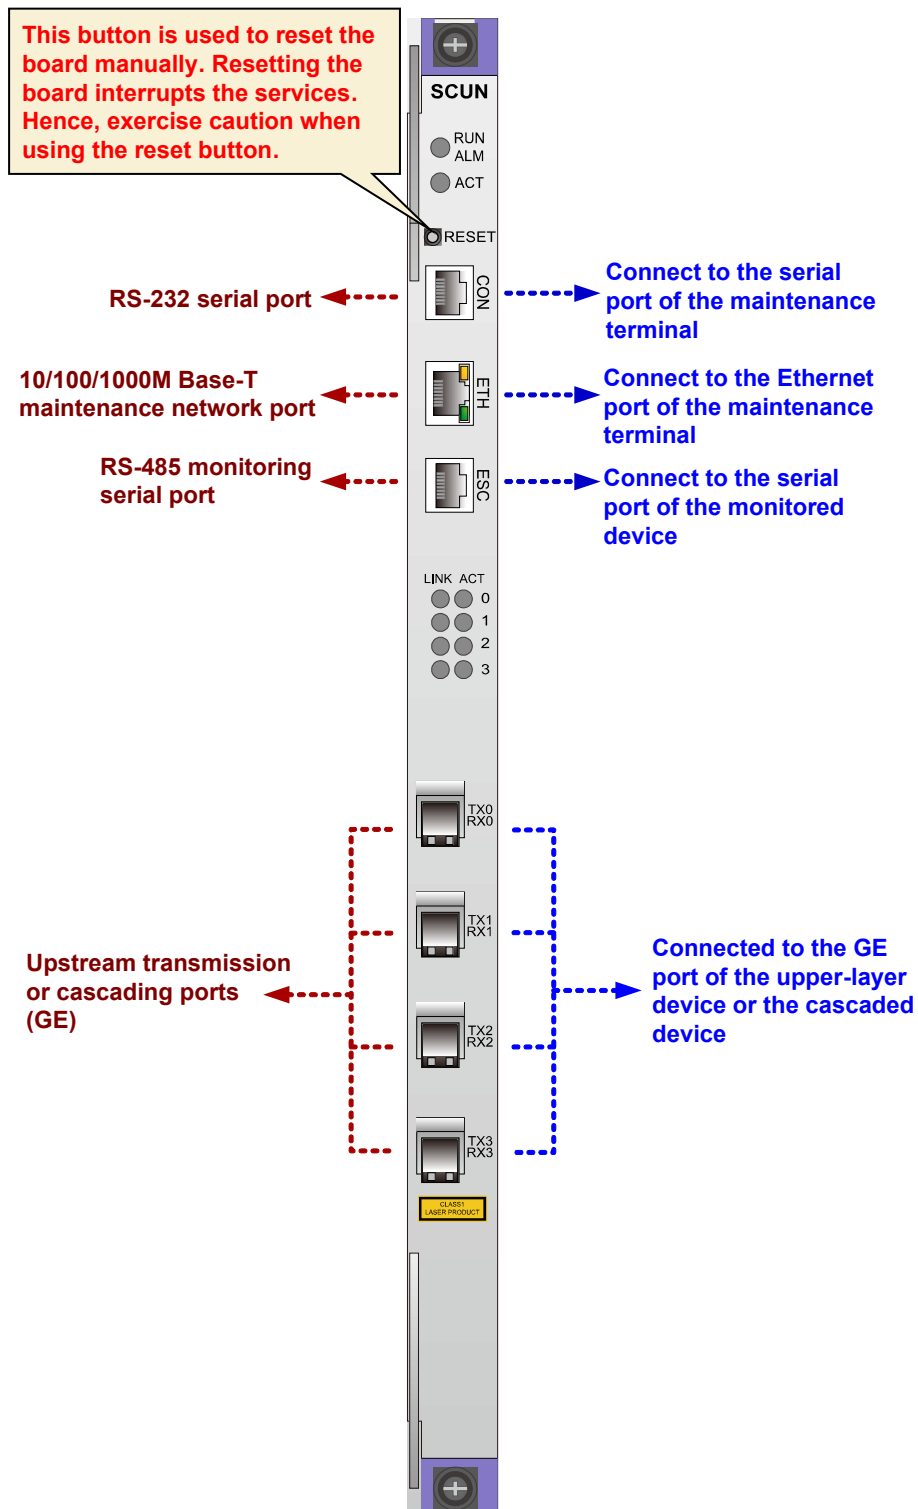 This button is used to reset the
board manually. Resetting the
board interrupts the services.
Hence, exercise caution when
using the reset button.
SCUN
RUN
ALM
ACT
RESET
RS-232 serial port
CON
Connect to the serial
port of the maintenance
terminal
10/100/1000M Base-T
maintenance network port
ETH
Connect to the Ethernet
port of the maintenance
terminal
RS-485 monitoring
serial port
ESC
Connect to the serial
port of the monitored
device
LINK ACT
0
1
2
3
TX0
RX0
TX1
RX1
Upstream transmission
or cascading ports
(GE)
Connected to the GE
port of the upper-layer
device or the cascaded
device
TX2
RX2
TX3
RX3
CLASS1
LASER PRODUCT